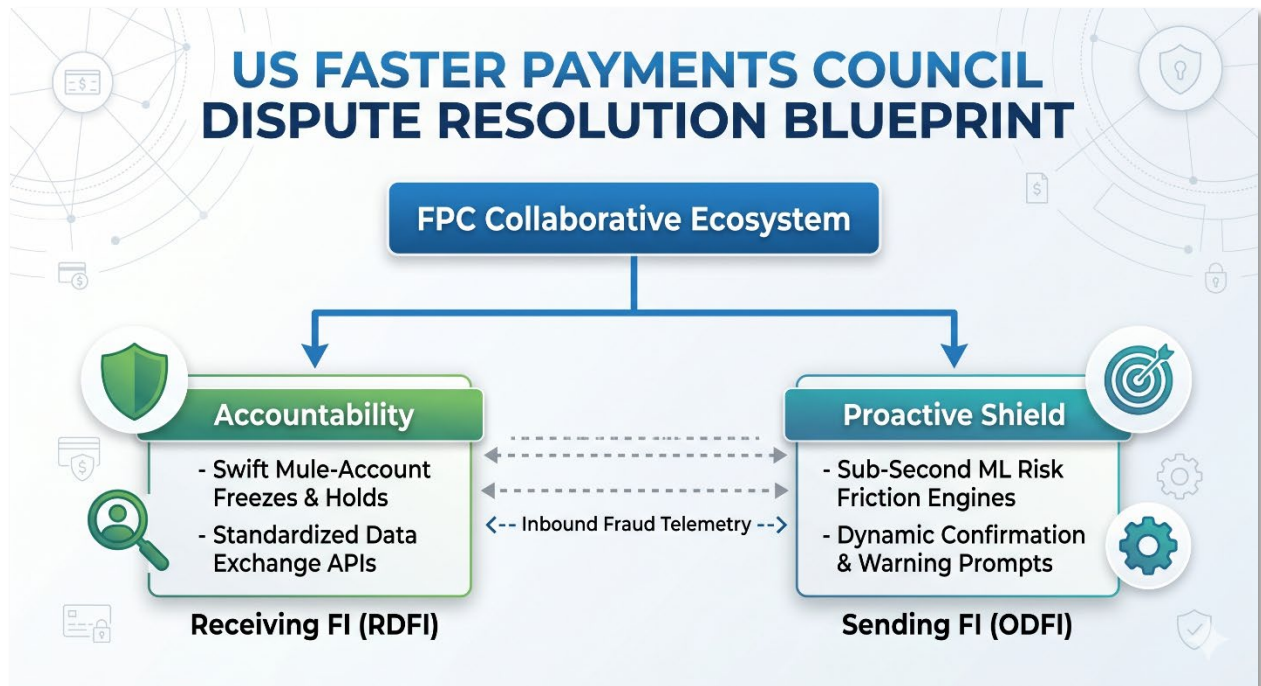 US FASTER PAYMENTS COUNCIL
DISPUTE RESOLUTION BLUEPRINT
FPC Collaborative Ecosystem
Accountability
- Swift Mule-Account
Freezes & Holds
- Standardized Data
Exchange APIs
Receiving FI (RDFI)
<-- Inbound Fraud Telemetry -->
Proactive Shield
- Sub-Second ML Risk
Friction Engines
- Dynamic Confirmation
& Warning Prompts
Sending FI (ODFI)